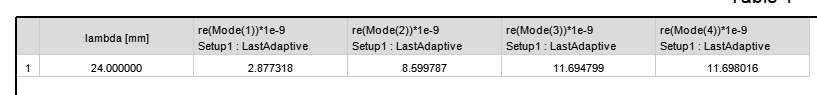 lambda [mm] re(Mode(1))*1e-9 Setup1 : LastAdaptive re(Mode(2))*1e-9 Setup1 : LastAdaptive re(Mode(3))*1e-9 Setup1 : LastAdaptive re(Mode(4))*1e-9 Setup1 : LastAdaptive
1 24.000000 2.877318 8.599787 11.694799 11.698016